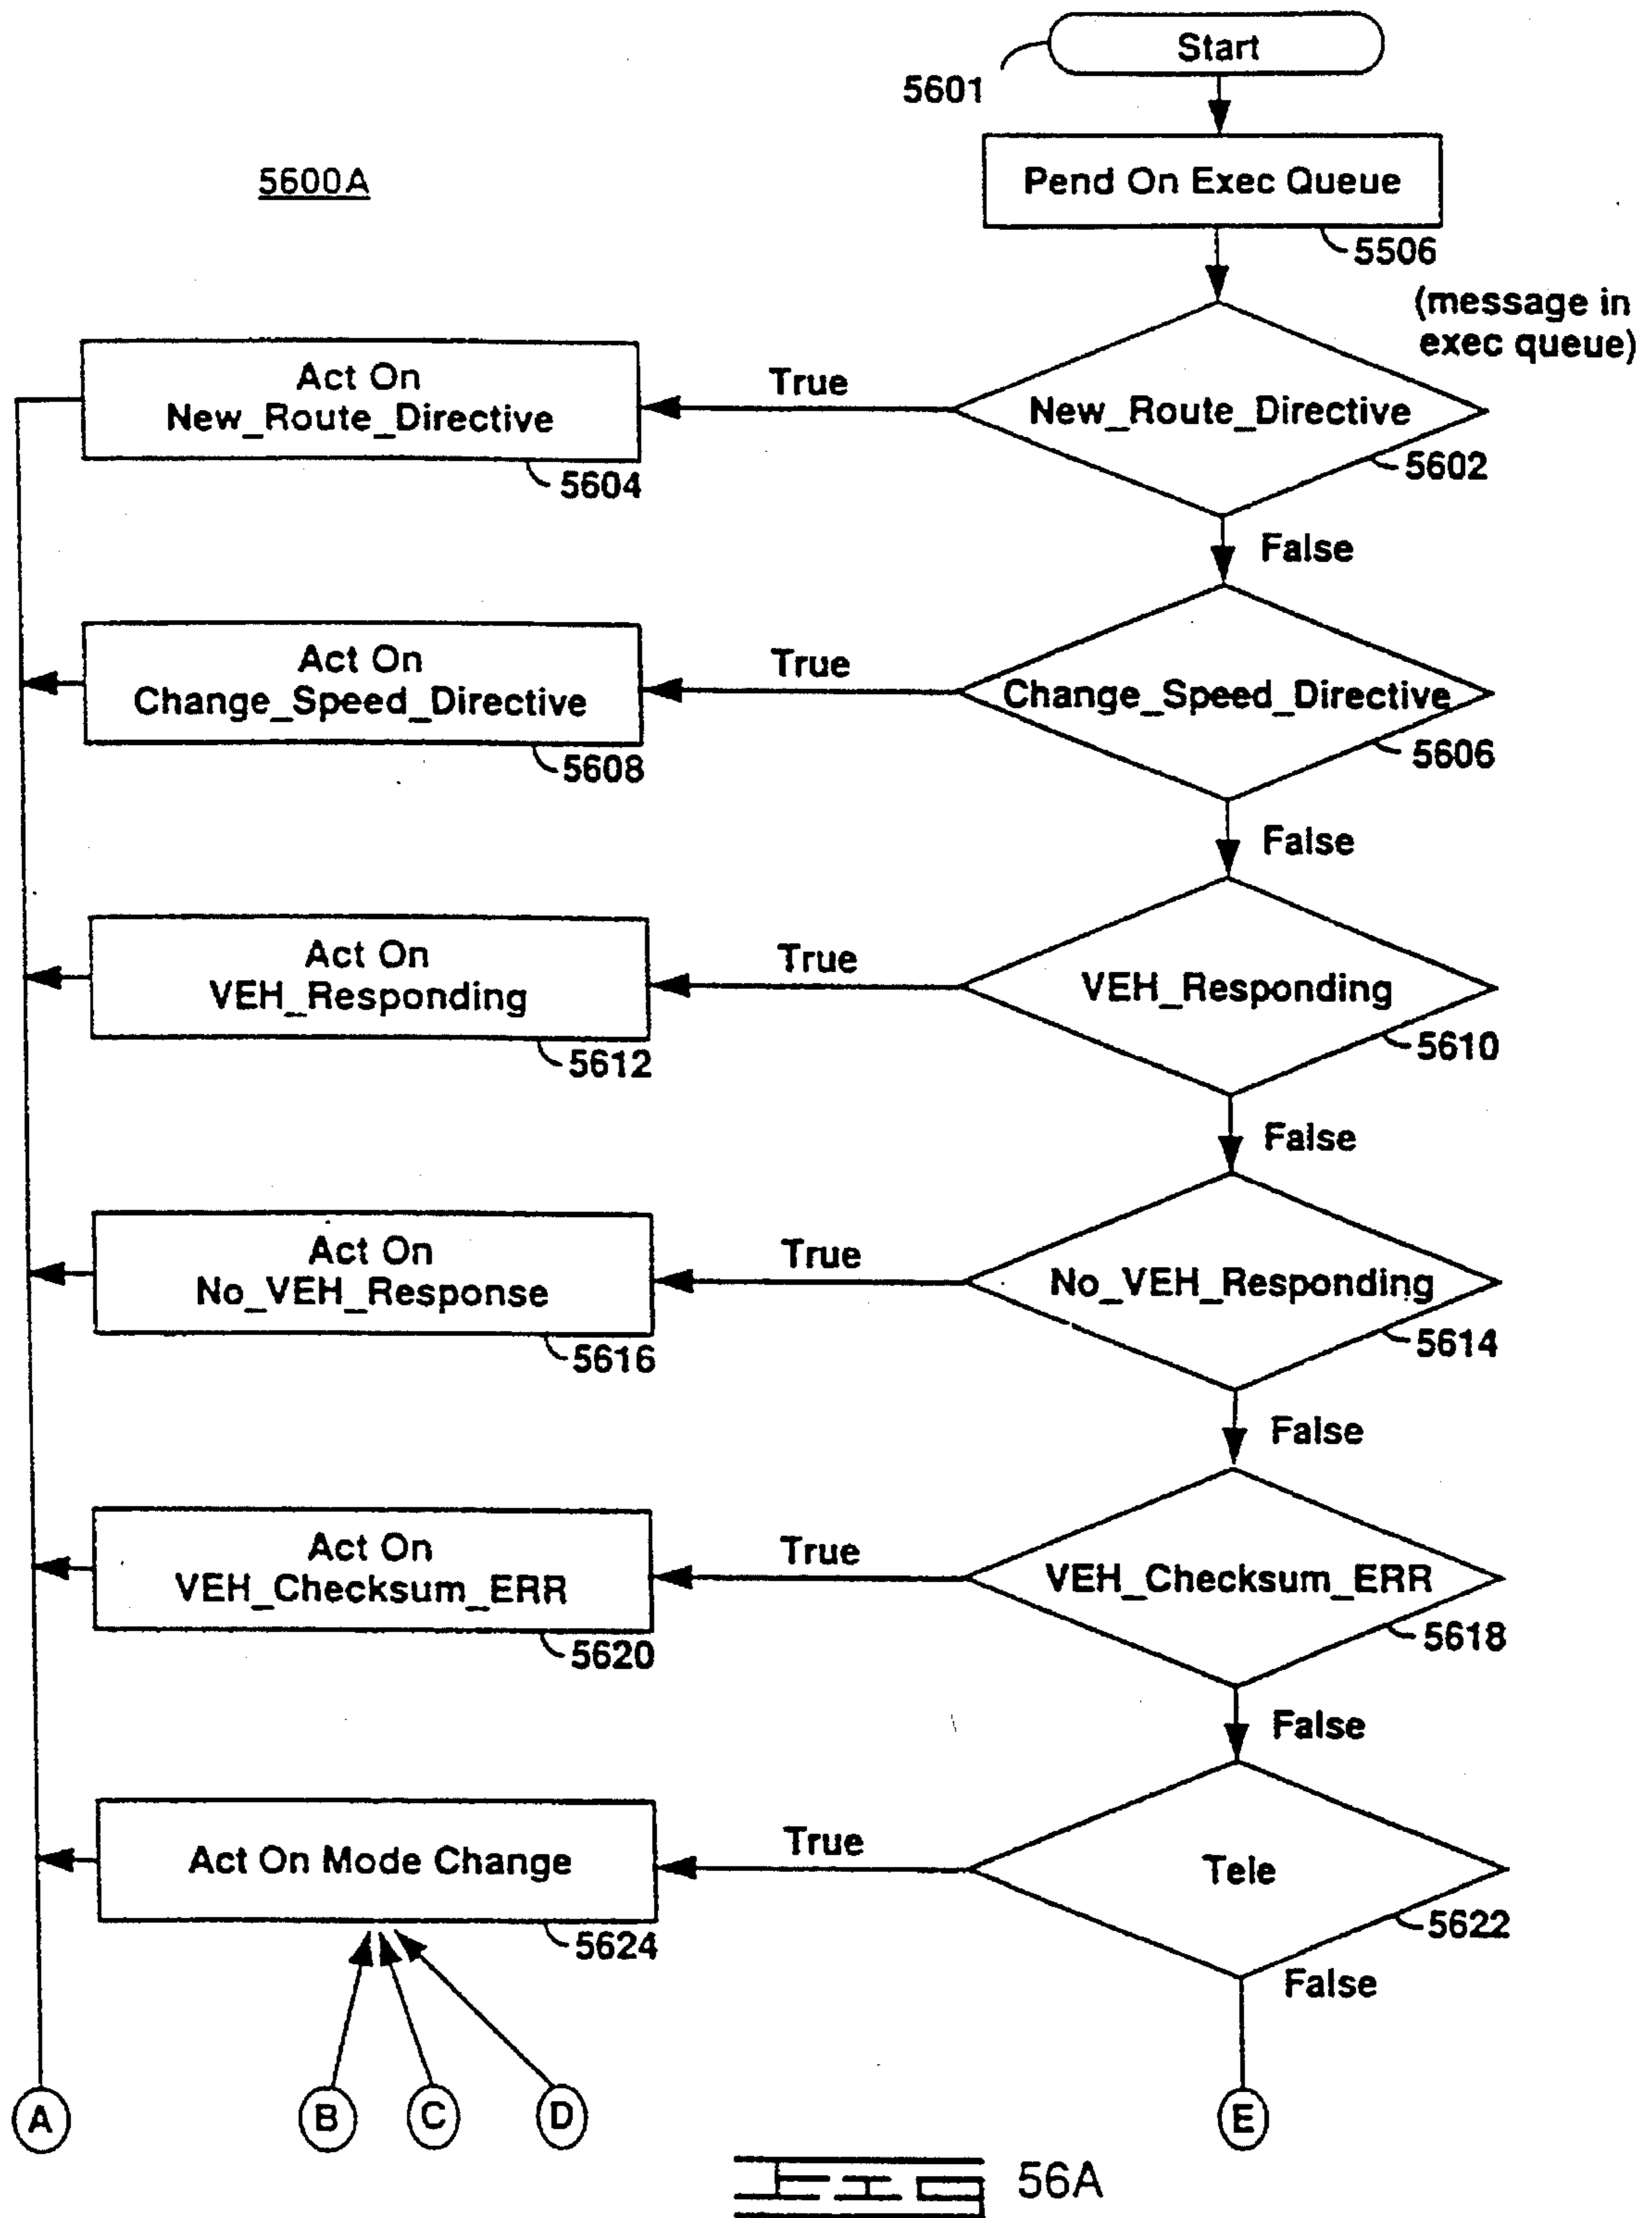 Start
5601
5600A
Pend On Exec Queue
5506
(message in
exec queue)
Act On
New_Route_Directive
5604
True
New_Route_Directive
5602
False
Act On
Change_Speed_Directive
5608
True
Change_Speed_Directive
5606
False
Act On
VEH_Responding
5612
True
VEH_Responding
5610
False
Act On
No_VEH_Response
5616
True
No_VEH_Responding
5614
False
Act On
VEH_Checksum_ERR
5620
True
VEH_Checksum_ERR
5618
False
Act On Mode Change
5624
True
Tele
5622
False
A
B
C
D
E
FIG 56A